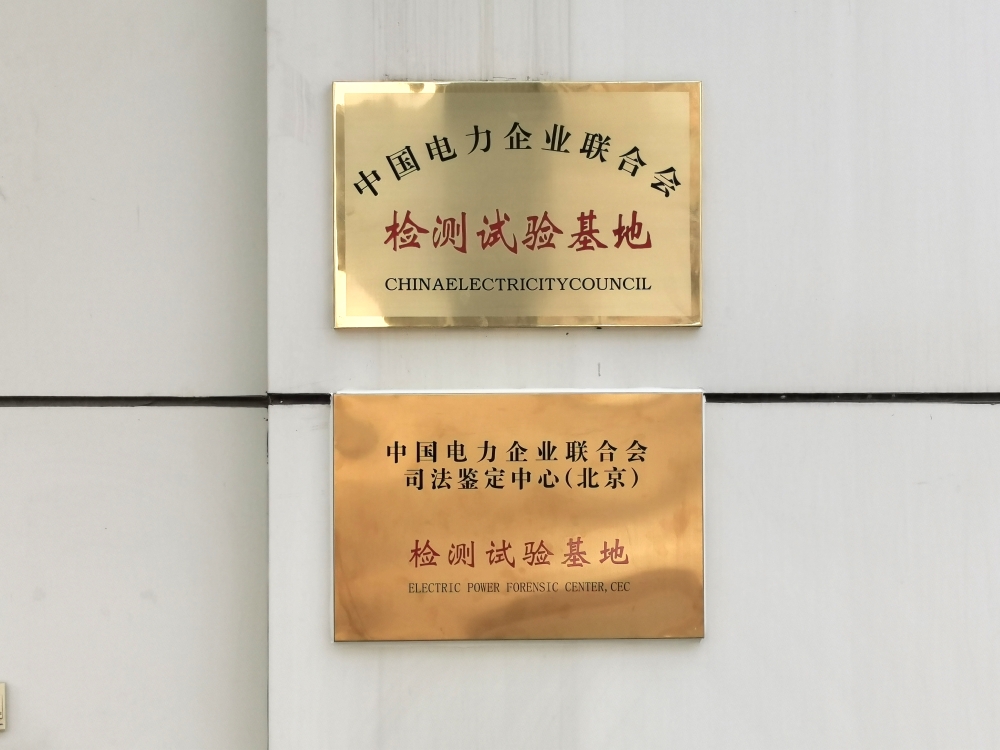 中国电力企业联合会
检测试验基地
CHINAELECTRICITYCOUNCIL
中国电力企业联合会
司法鉴定中心(北京)
检测试验基地
ELECTRIC POWER FORENSIC CENTER,CEC